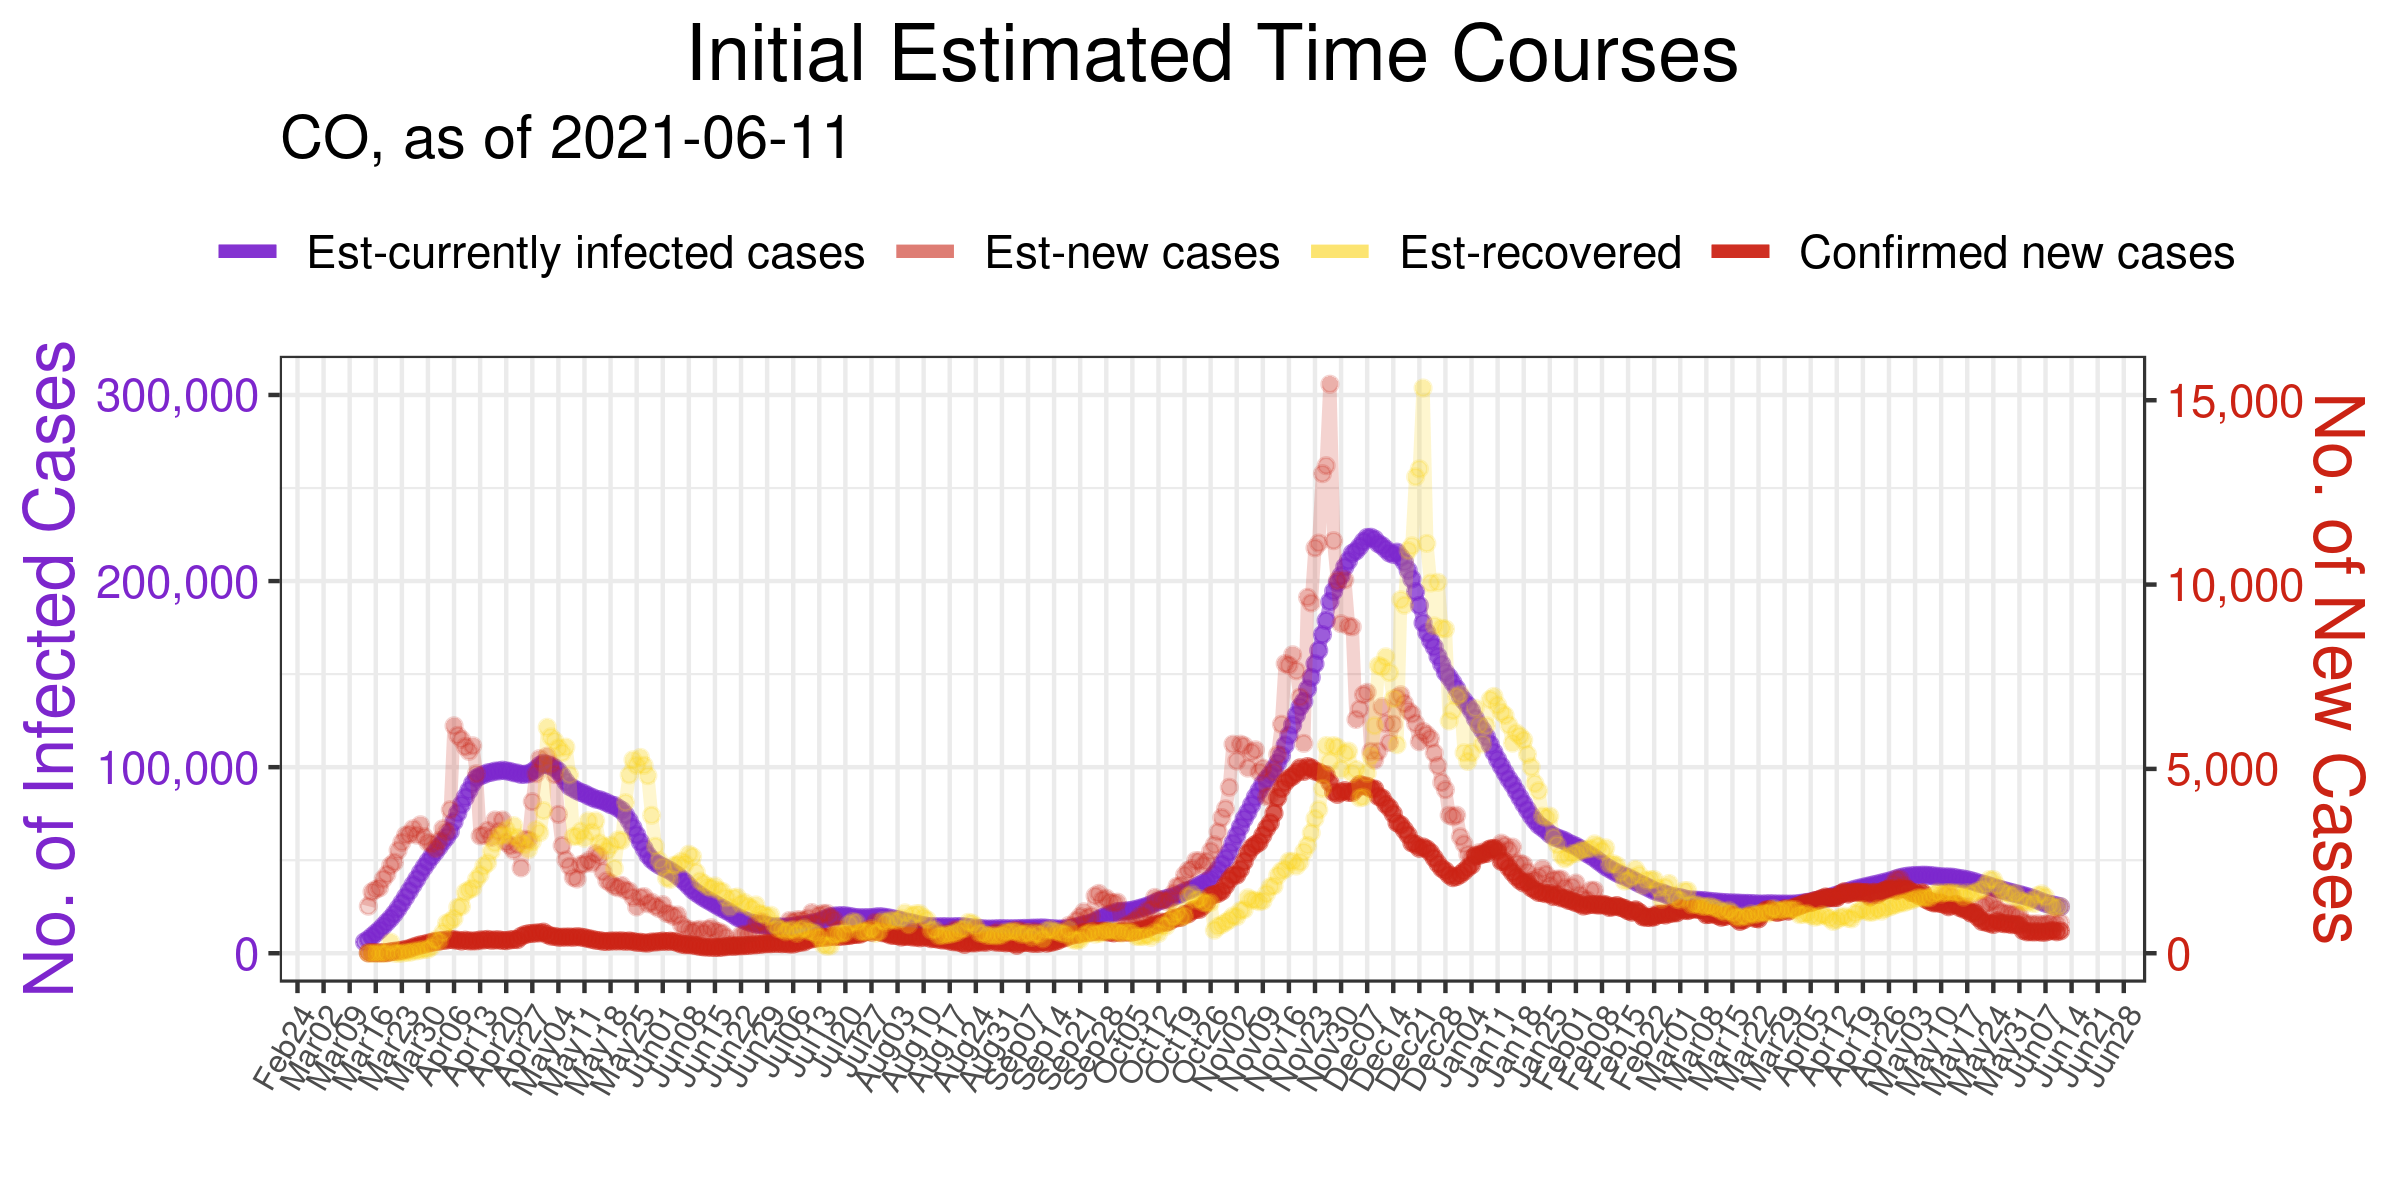 Initial Estimated Time Courses
CO, as of 2021-06-11
Est-currently infected cases Est-new cases Est-recovered Confirmed new cases
No. of Infected Cases
300,000
200,000
100,000
0
15,000
10,000
5,000
0
No. of New Cases
Feb24
Mar02
Mar09
Mar16
Mar23
Mar30
Apr06
Apr13
Apr20
Apr27
May04
May11
May18
May25
Jun01
Jun08
Jun15
Jun22
Jun29
Jul06
Jul13
Jul20
Jul27
Aug03
Aug10
Aug17
Aug24
Aug31
Sep07
Sep14
Sep21
Sep28
Oct05
Oct12
Oct19
Oct26
Nov02
Nov09
Nov16
Nov23
Nov30
Dec07
Dec14
Dec21
Dec28
Jan04
Jan11
Jan18
Jan25
Feb01
Feb08
Feb15
Feb22
Mar01
Mar08
Mar15
Mar22
Mar29
Apr05
Apr12
Apr19
Apr26
May03
May10
May17
May24
May31
Jun07
Jun14
Jun21
Jun28